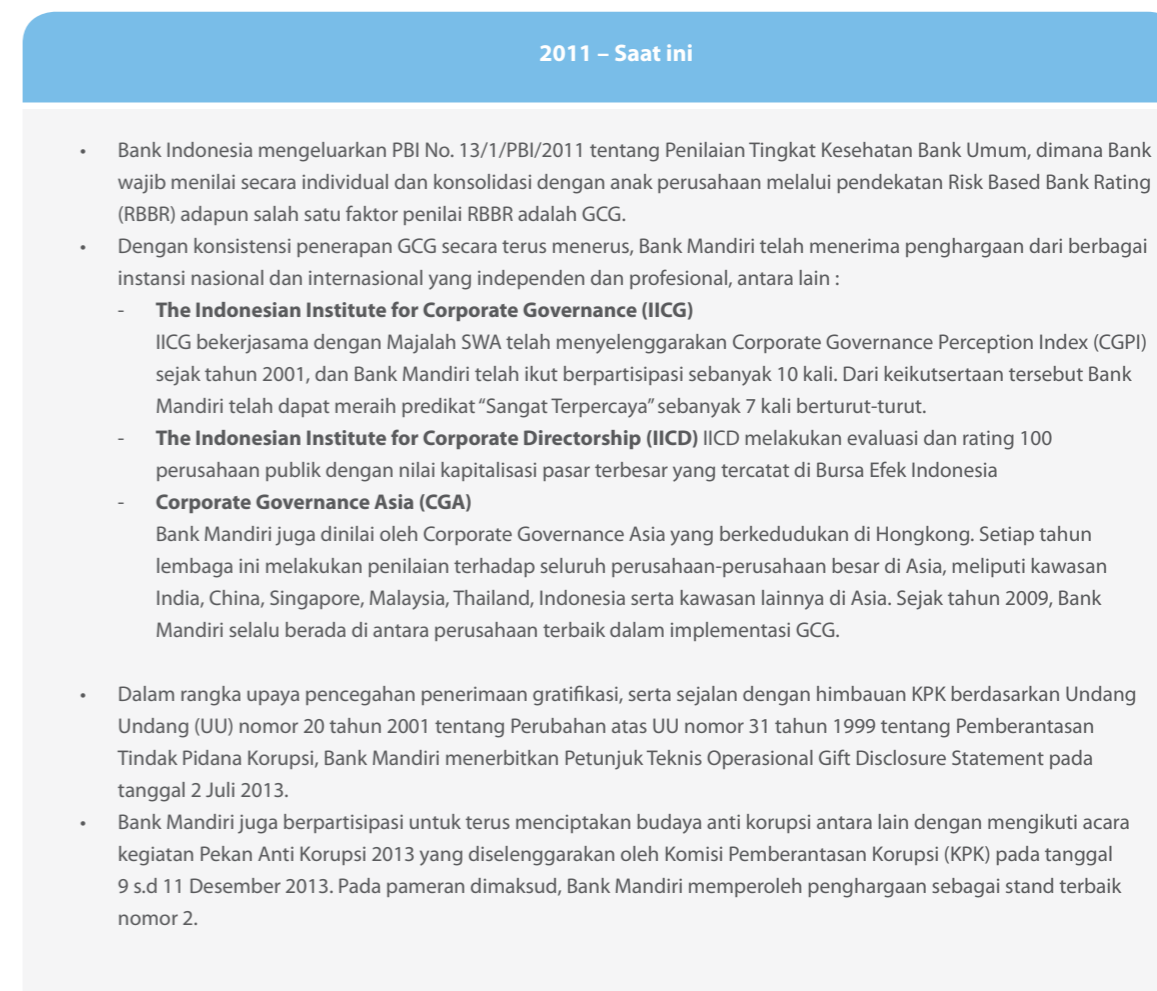 2011 – Saat ini
• Bank Indonesia mengeluarkan PBI No. 13/1/PBI/2011 tentang Penilaian Tingkat Kesehatan Bank Umum, dimana Bank
wajib menilai secara individual dan konsolidasi dengan anak perusahaan melalui pendekatan Risk Based Bank Rating
(RBBR) adapun salah satu faktor penilai RBBR adalah GCG.
• Dengan konsistensi penerapan GCG secara terus menerus, Bank Mandiri telah menerima penghargaan dari berbagai
instansi nasional dan internasional yang independen dan profesional, antara lain :
- The Indonesian Institute for Corporate Governance (IICG)
IICG bekerjasama dengan Majalah SWA telah menyelenggarakan Corporate Governance Perception Index (CGPI)
sejak tahun 2001, dan Bank Mandiri telah ikut berpartisipasi sebanyak 10 kali. Dari keikutsertaan tersebut Bank
Mandiri telah dapat meraih predikat “Sangat Terpercaya” sebanyak 7 kali berturut-turut.
- The Indonesian Institute for Corporate Directorship (IICD) IICD melakukan evaluasi dan rating 100
perusahaan publik dengan nilai kapitalisasi pasar terbesar yang tercatat di Bursa Efek Indonesia
- Corporate Governance Asia (CGA)
Bank Mandiri juga dinilai oleh Corporate Governance Asia yang berkedudukan di Hongkong. Setiap tahun
lembaga ini melakukan penilaian terhadap seluruh perusahaan-perusahaan besar di Asia, meliputi kawasan
India, China, Singapore, Malaysia, Thailand, Indonesia serta kawasan lainnya di Asia. Sejak tahun 2009, Bank
Mandiri selalu berada di antara perusahaan terbaik dalam implementasi GCG.
• Dalam rangka upaya pencegahan penerimaan gratifikasi, serta sejalan dengan himbauan KPK berdasarkan Undang
Undang (UU) nomor 20 tahun 2001 tentang Perubahan atas UU nomor 31 tahun 1999 tentang Pemberantasan
Tindak Pidana Korupsi, Bank Mandiri menerbitkan Petunjuk Teknis Operasional Gift Disclosure Statement pada
tanggal 2 Juli 2013.
• Bank Mandiri juga berpartisipasi untuk terus menciptakan budaya anti korupsi antara lain dengan mengikuti acara
kegiatan Pekan Anti Korupsi 2013 yang diselenggarakan oleh Komisi Pemberantasan Korupsi (KPK) pada tanggal
9 s.d 11 Desember 2013. Pada pameran dimaksud, Bank Mandiri memperoleh penghargaan sebagai stand terbaik
nomor 2.